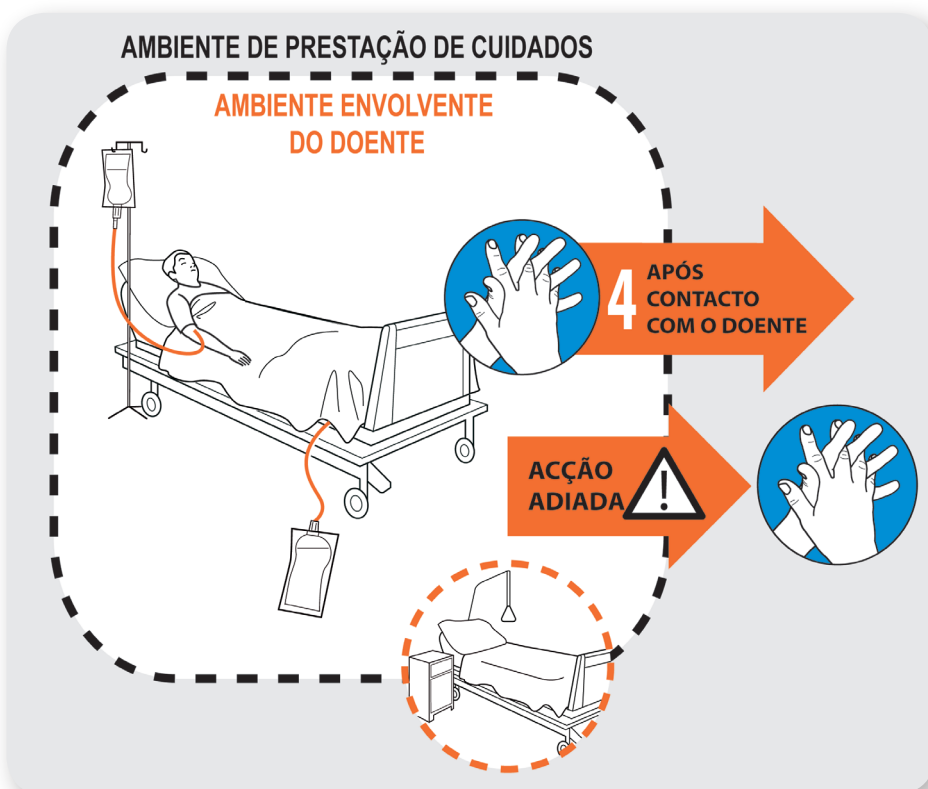 AMBIENTE DE PRESTAÇÃO DE CUIDADOS
AMBIENTE ENVOLVENTE
DO DOENTE
4
APÓS
CONTACTO
COM O DOENTE
ACÇÃO
ADIADA
!